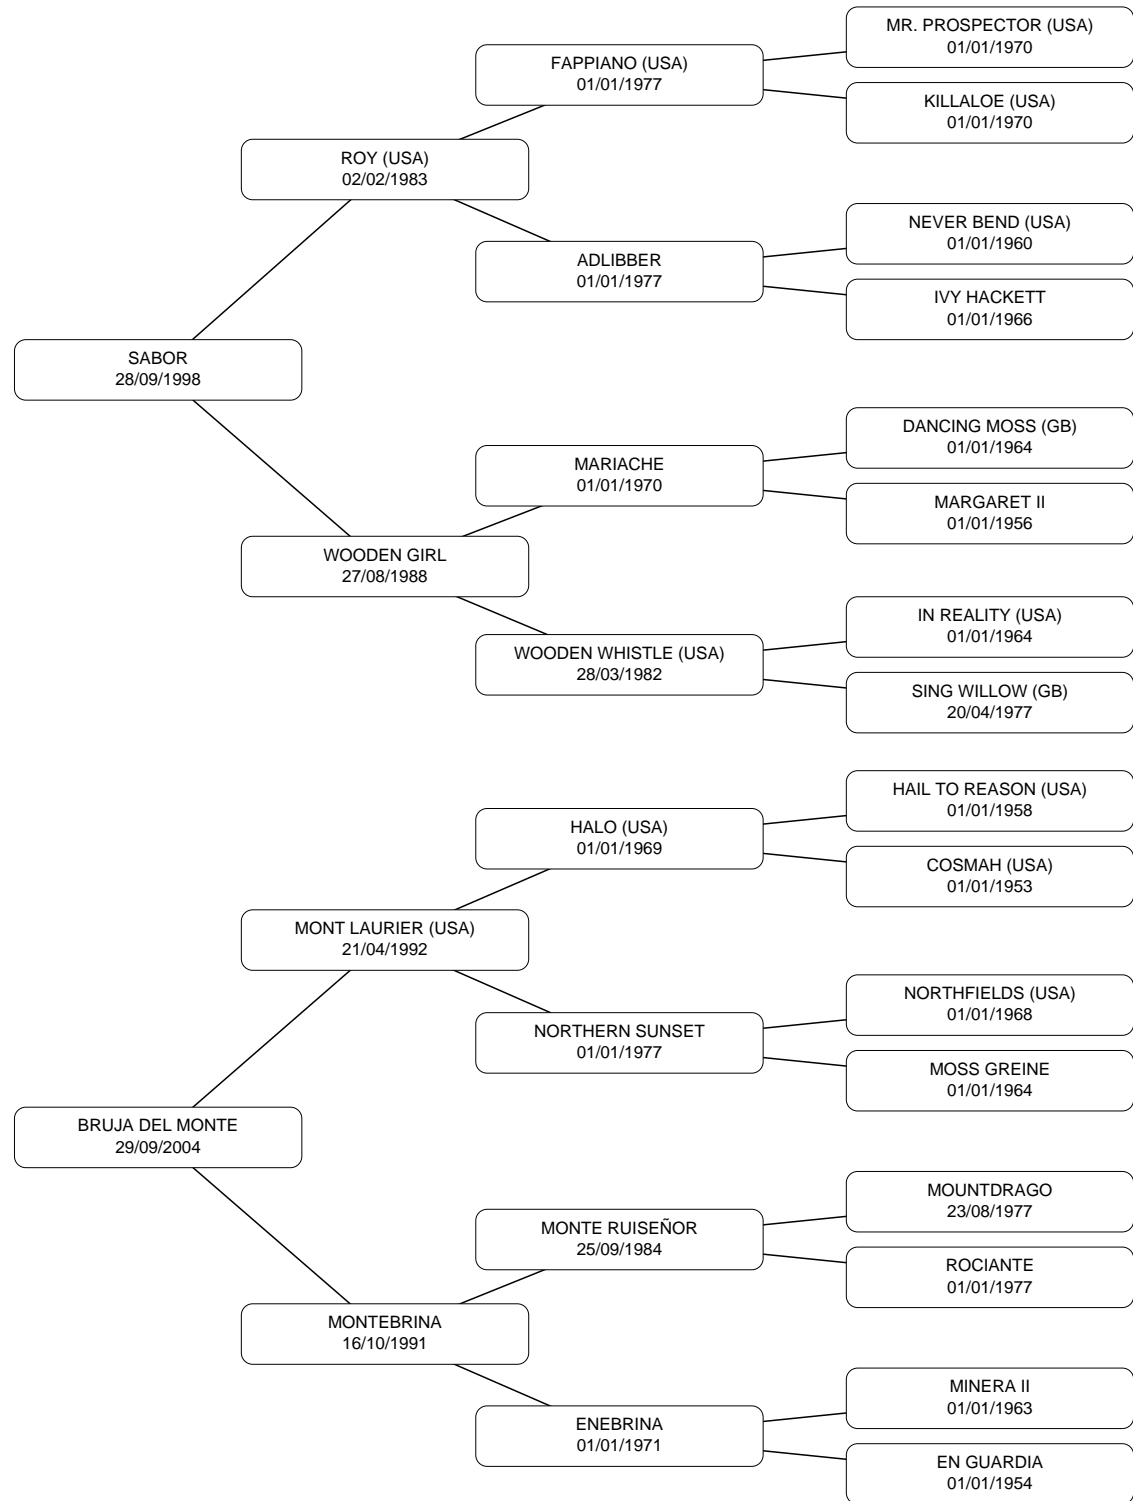 MR. PROSPECTOR (USA)
01/01/1970
FAPPIANO (USA)
01/01/1977
KILLALOE (USA)
01/01/1970
ROY (USA)
02/02/1983
NEVER BEND (USA)
01/01/1960
ADLIBBER
01/01/1977
IVY HACKETT
01/01/1966
SABOR
28/09/1998
DANCING MOSS (GB)
01/01/1964
MARIACHE
01/01/1970
MARGARET II
01/01/1956
WOODEN GIRL
27/08/1988
IN REALITY (USA)
01/01/1964
WOODEN WHISTLE (USA)
28/03/1982
SING WILLOW (GB)
20/04/1977
HAIL TO REASON (USA)
01/01/1958
HALO (USA)
01/01/1969
COSMAH (USA)
01/01/1953
MONT LAURIER (USA)
21/04/1992
NORTHFIELDS (USA)
01/01/1968
NORTHERN SUNSET
01/01/1977
MOSS GREINE
01/01/1964
BRUJA DEL MONTE
29/09/2004
MOUNTDRAGO
23/08/1977
MONTE RUISEÑOR
25/09/1984
ROCIANTE
01/01/1977
MONTEBRINA
16/10/1991
MINERA II
01/01/1963
ENEBRINA
01/01/1971
EN GUARDIA
01/01/1954